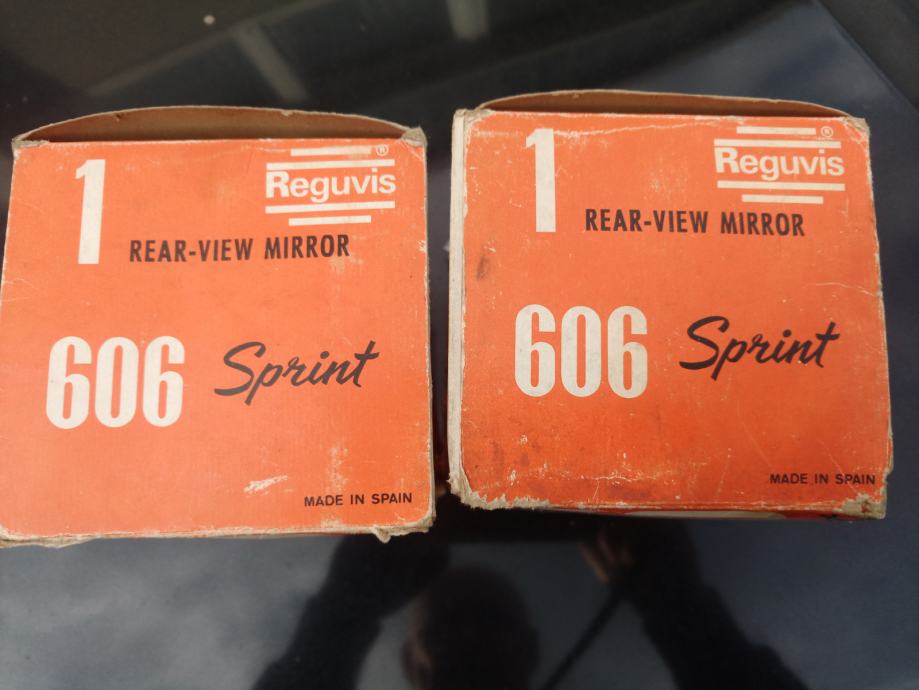 1
Reguvis®
REAR-VIEW MIRROR
606 Sprint
MADE IN SPAIN
1
Reguvis®
REAR-VIEW MIRROR
606 Sprint
MADE IN SPAIN